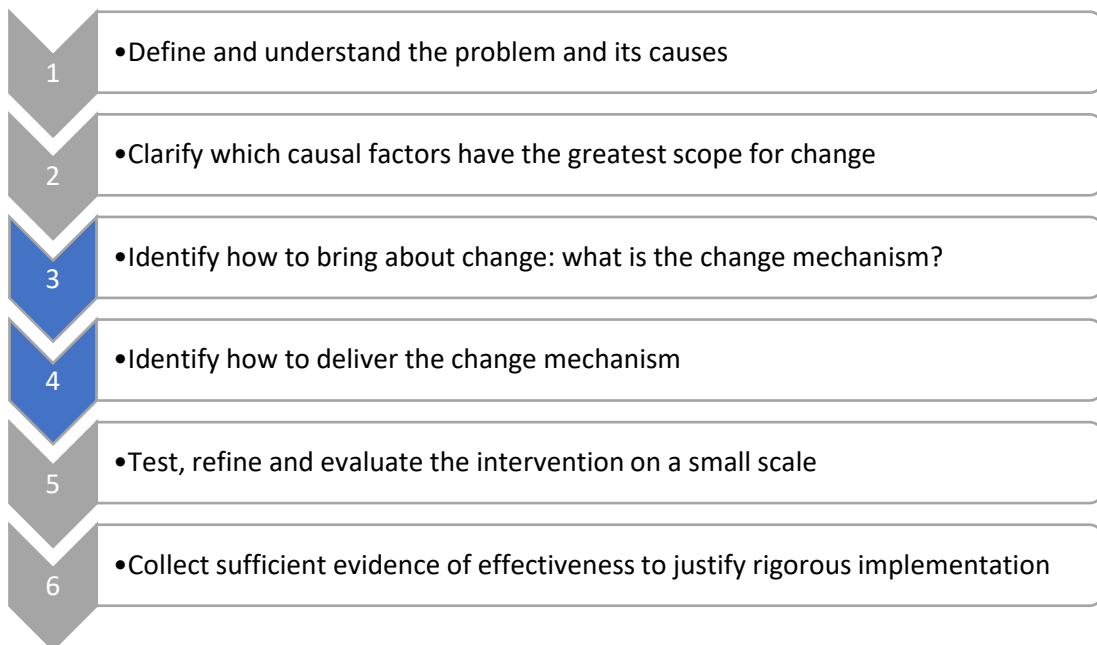 1
•Define and understand the problem and its causes
2
•Clarify which causal factors have the greatest scope for change
3
•Identify how to bring about change: what is the change mechanism?
4
•Identify how to deliver the change mechanism
5
•Test, refine and evaluate the intervention on a small scale
6
•Collect sufficient evidence of effectiveness to justify rigorous implementation